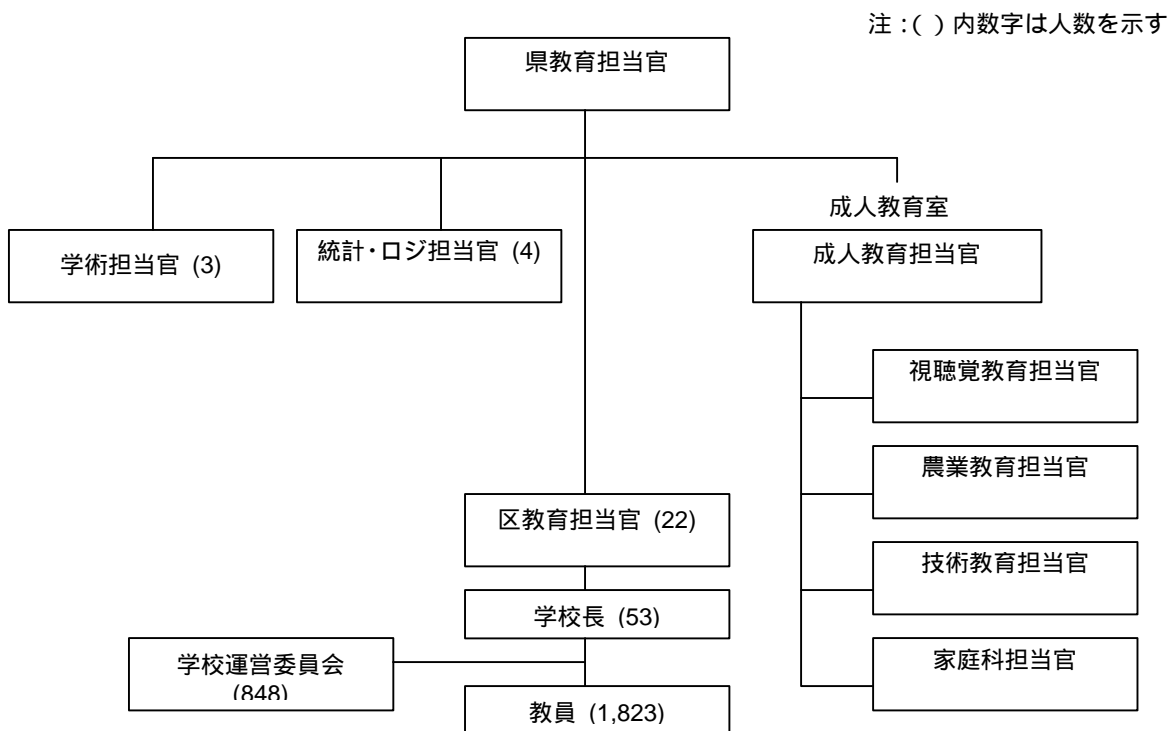 注：( ) 内数字は人数を示す
県教育担当官
成人教育室
学術担当官 (3)
統計・ロジ担当官 (4)
成人教育担当官
視聴覚教育担当官
農業教育担当官
区教育担当官 (22)
技術教育担当官
学校長 (53)
学校運営委員会
(848)
家庭科担当官
教員 (1,823)